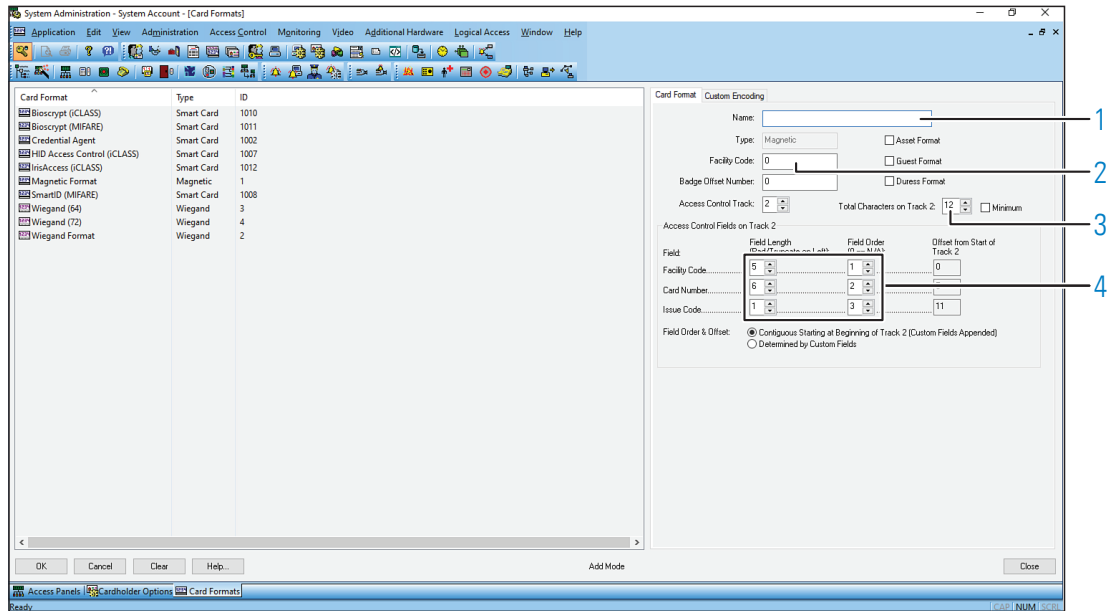 System Administration - System Account - [Card Formats]
Application Edit View Administration Access Control Monitoring Video Additional Hardware Logical Access Window Help
Card Format Type ID
Bioscrypt (iCLASS) Smart Card 1010
Bioscrypt (MIFARE) Smart Card 1011
Credential Agent Smart Card 1002
HID Access Control (iCLASS) Smart Card 1007
IrisAccess (iCLASS) Smart Card 1012
Magnetic Format Magnetic 1
SmartID (MIFARE) Smart Card 1008
Wiegand (64) Wiegand 3
Wiegand (72) Wiegand 4
Wiegand Format Wiegand 2
Card Format Custom Encoding
Name: 1
Type: Magnetic Asset Format
Facility Code: 0 Guest Format 2
Badge Offset Number: 0 Duress Format
Access Control Track: 2 Total Characters on Track 2: 12 Minimum 3
Access Control Fields on Track 2
Field Length Field Order Offset from Start of
Field: (Pad/Truncate on Left): (0 == N/A): Track 2
Facility Code 5 1 0
Card Number 6 2 4
Issue Code 1 3 11
Field Order & Offset: Contiguous Starting at Beginning of Track 2 (Custom Fields Appended)
Determined by Custom Fields
OK Cancel Clear Help... Add Mode Close
Access Panels Cardholder Options Card Formats
Ready CAP NUM SCRL